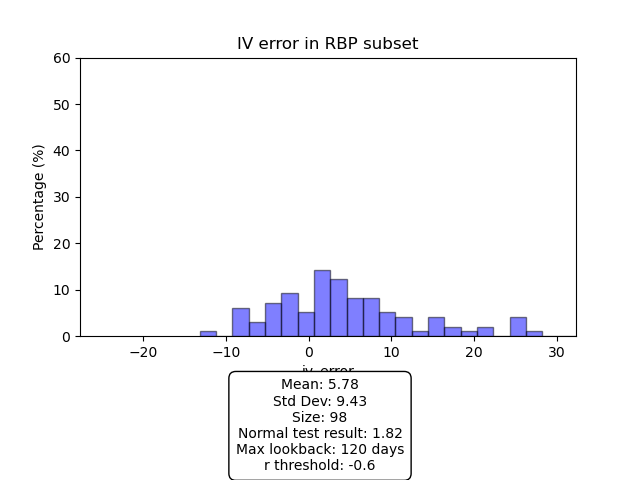 IV error in RBP subset
60
50
40
30
20
10
0
Percentage (%)
−20 −10 0 10 20 30
iv_error
Mean: 5.78
Std Dev: 9.43
Size: 98
Normal test result: 1.82
Max lookback: 120 days
r threshold: -0.6